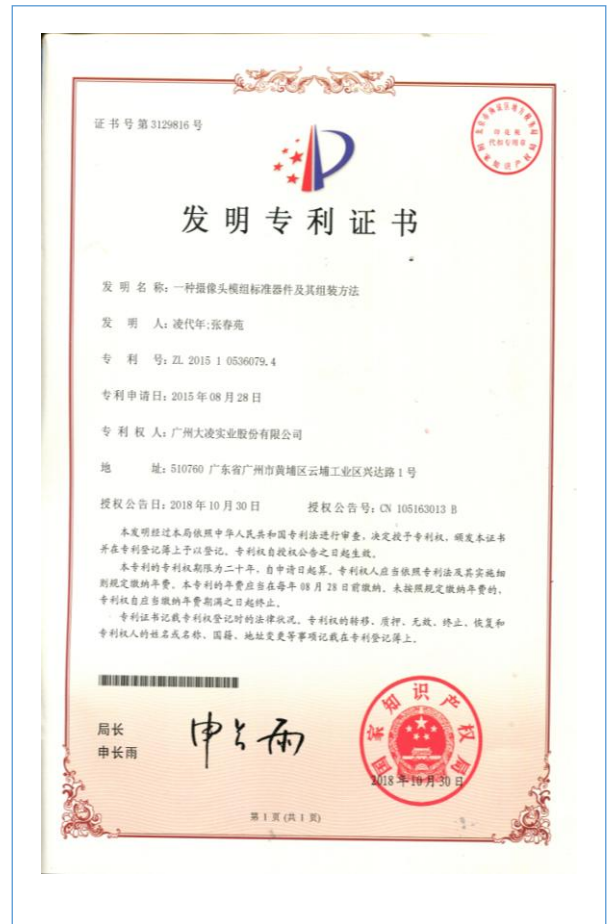 证书号第3129816号
印花税
代扣专用章
发明专利证书
发 明 名 称：一种摄像头模组标准器件及其组装方法
发 明 人：凌代年;张春苑
专 利 号：ZL 2015 1 0536079.4
专利申请日：2015年08月28日
专 利 权 人：广州大凌实业股份有限公司
地 址：510760 广东省广州市黄埔区云埔工业区兴达路1号
授权公告日：2018年10月30日 授权公告号：CN 105163013 B
本发明经过本局依照中华人民共和国专利法进行审查，决定授予专利权，颁发本证书
并在专利登记簿上予以登记。专利权自授权公告之日起生效。
本专利的专利权期限为二十年，自申请日起算。专利权人应当依照专利法及其实施细
则规定缴纳年费。本专利的年费应当在每年08月28日前缴纳。未按照规定缴纳年费的，
专利权自应当缴纳年费期满之日起终止。
专利证书记载专利权登记时的法律状况。专利权的转移、质押、无效、终止、恢复和
专利权人的姓名或名称、国籍、地址变更等事项记载在专利登记簿上。
局长
申长雨
申长雨
国家知识产权局
2018年10月30日
第1页(共1页)